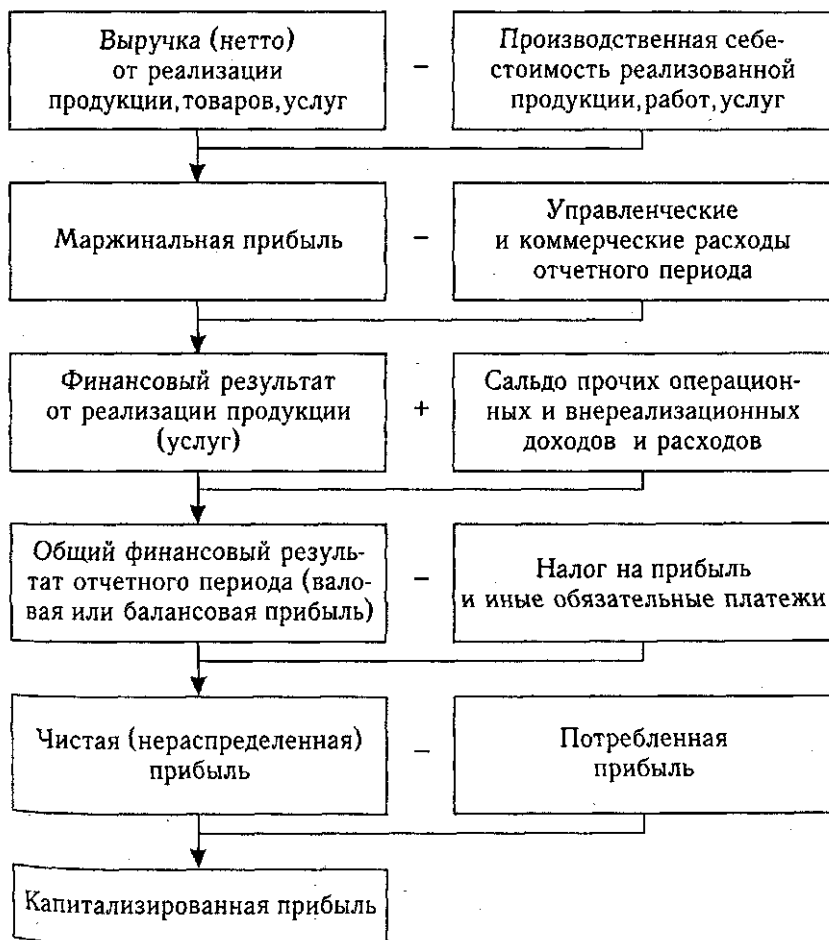 Выручка (нетто)
от реализации
продукции, товаров, услуг
–
Производственная себе-
стоимость реализованной
продукции, работ, услуг
Маржинальная прибыль
–
Управленческие
и коммерческие расходы
отчетного периода
Финансовый результат
от реализации продукции
(услуг)
+
Сальдо прочих операцион-
ных и внереализационных
доходов и расходов
Общий финансовый резуль-
тат отчетного периода (вало-
вая или балансовая прибыль)
–
Налог на прибыль
и иные обязательные платежи
Чистая (нераспределенная)
прибыль
–
Потребленная
прибыль
Капитализированная прибыль